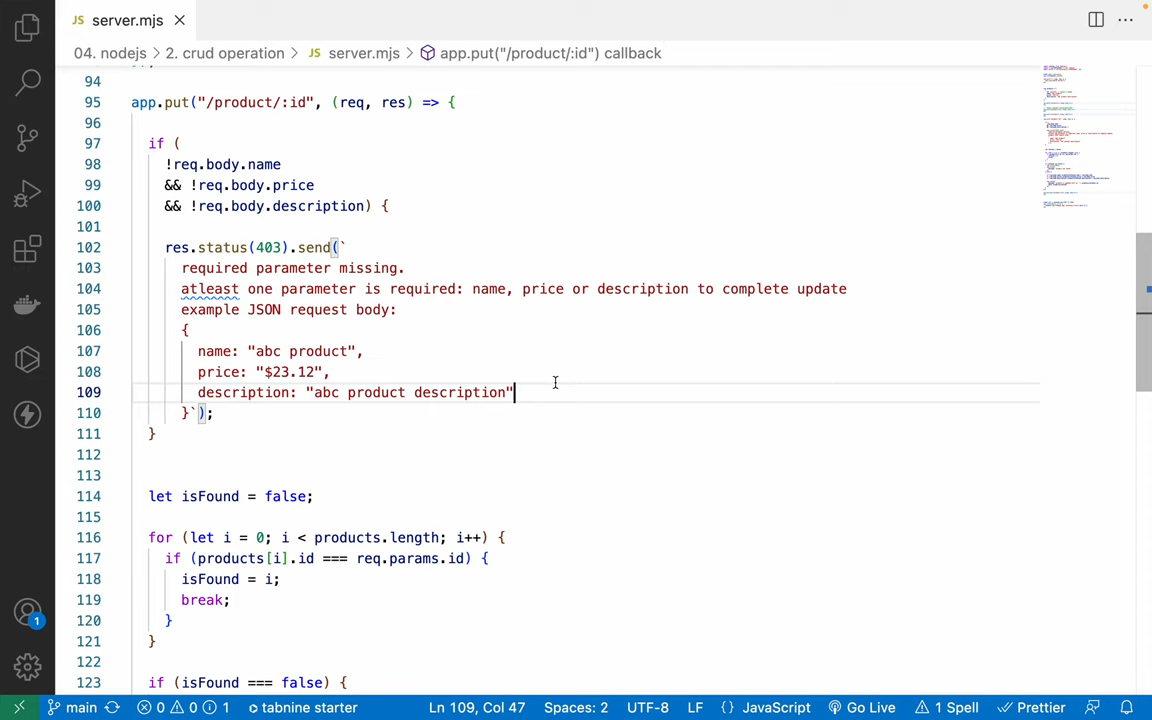 JS server.mjs
04. nodejs > 2. crud operation > JS server.mjs > app.put("/product/:id") callback
94
95 app.put("/product/:id", (req, res) => {
96
97 if (
98 !req.body.name
99 && !req.body.price
100 && !req.body.description) {
101
102 res.status(403).send(`
103 required parameter missing.
104 atleast one parameter is required: name, price or description to complete update
105 example JSON request body:
106 {
107 name: "abc product",
108 price: "$23.12",
109 description: "abc product description"
110 }`);
111 }
112
113
114 let isFound = false;
115
116 for (let i = 0; i < products.length; i++) {
117 if (products[i].id === req.params.id) {
118 isFound = i;
119 break;
120 }
121 }
122
123 if (isFound === false) {
1
main 0 0 1 tabnine starter Ln 109, Col 47 Spaces: 2 UTF-8 LF {} JavaScript Go Live 1 Spell Prettier